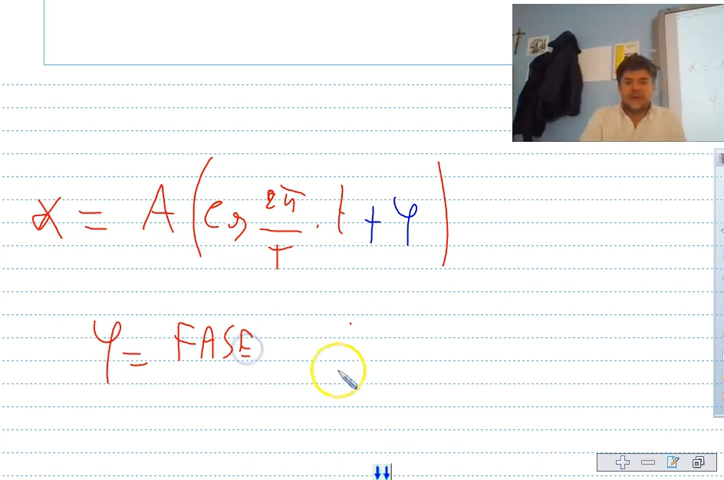 x = A (cos 2π/T · t + φ)
φ = FASE